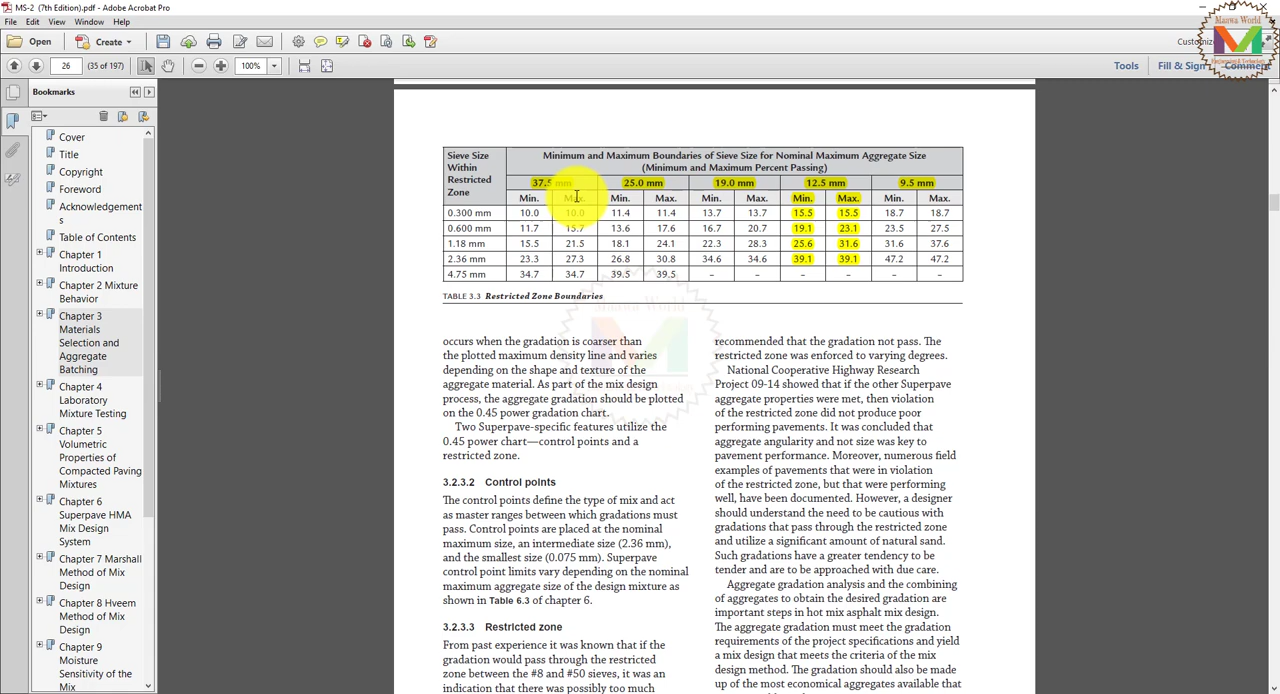 MS-2 (7th Edition).pdf - Adobe Acrobat Pro
File Edit View Window Help
Open Create
26 (35 of 197) 100%
Tools Fill & Sign Comment
Mauwa World
Bookmarks
Cover
Title
Copyright
Foreword
Acknowledgement
s
Table of Contents
Chapter 1
Introduction
Chapter 2 Mixture
Behavior
Chapter 3
Materials
Selection and
Aggregate
Batching
Chapter 4
Laboratory
Mixture Testing
Chapter 5
Volumetric
Properties of
Compacted Paving
Mixtures
Chapter 6
Superpave HMA
Mix Design
System
Chapter 7 Marshall
Method of Mix
Design
Chapter 8 Hveem
Method of Mix
Design
Chapter 9
Moisture
Sensitivity of the
Mix
Sieve Size
Within
Restricted
Zone
Minimum and Maximum Boundaries of Sieve Size for Nominal Maximum Aggregate Size
(Minimum and Maximum Percent Passing)
37.5 mm 25.0 mm 19.0 mm 12.5 mm 9.5 mm
Min. Max. Min. Max. Min. Max. Min. Max. Min. Max.
0.300 mm 10.0 10.0 11.4 11.4 13.7 13.7 15.5 15.5 18.7 18.7
0.600 mm 11.7 15.7 13.6 17.6 16.7 20.7 19.1 23.1 23.5 27.5
1.18 mm 15.5 21.5 18.1 24.1 22.3 28.3 25.6 31.6 31.6 37.6
2.36 mm 23.3 27.3 26.8 30.8 34.6 34.6 39.1 39.1 47.2 47.2
4.75 mm 34.7 34.7 39.5 39.5 – – – – – –
TABLE 3.3 Restricted Zone Boundaries
occurs when the gradation is coarser than
the plotted maximum density line and varies
depending on the shape and texture of the
aggregate material. As part of the mix design
process, the aggregate gradation should be plotted
on the 0.45 power gradation chart.
Two Superpave-specific features utilize the
0.45 power chart—control points and a
restricted zone.
3.2.3.2 Control points
The control points define the type of mix and act
as master ranges between which gradations must
pass. Control points are placed at the nominal
maximum size, an intermediate size (2.36 mm),
and the smallest size (0.075 mm). Superpave
control point limits vary depending on the nominal
maximum aggregate size of the design mixture as
shown in Table 6.3 of chapter 6.
3.2.3.3 Restricted zone
From past experience it was known that if the
gradation would pass through the restricted
zone between the #8 and #50 sieves, it was an
indication that there was possibly too much
recommended that the gradation not pass. The
restricted zone was enforced to varying degrees.
National Cooperative Highway Research
Project 09-14 showed that if the other Superpave
aggregate properties were met, then violation
of the restricted zone did not produce poor
performing pavements. It was concluded that
aggregate angularity and not size was key to
pavement performance. Moreover, numerous field
examples of pavements that were in violation
of the restricted zone, but that were performing
well, have been documented. However, a designer
should understand the need to be cautious with
gradations that pass through the restricted zone
and utilize a significant amount of natural sand.
Such gradations have a greater tendency to be
tender and are to be approached with due care.
Aggregate gradation analysis and the combining
of aggregates to obtain the desired gradation are
important steps in hot mix asphalt mix design.
The aggregate gradation must meet the gradation
requirements of the project specifications and yield
a mix design that meets the criteria of the mix
design method. The gradation should also be made
up of the most economical aggregates available that